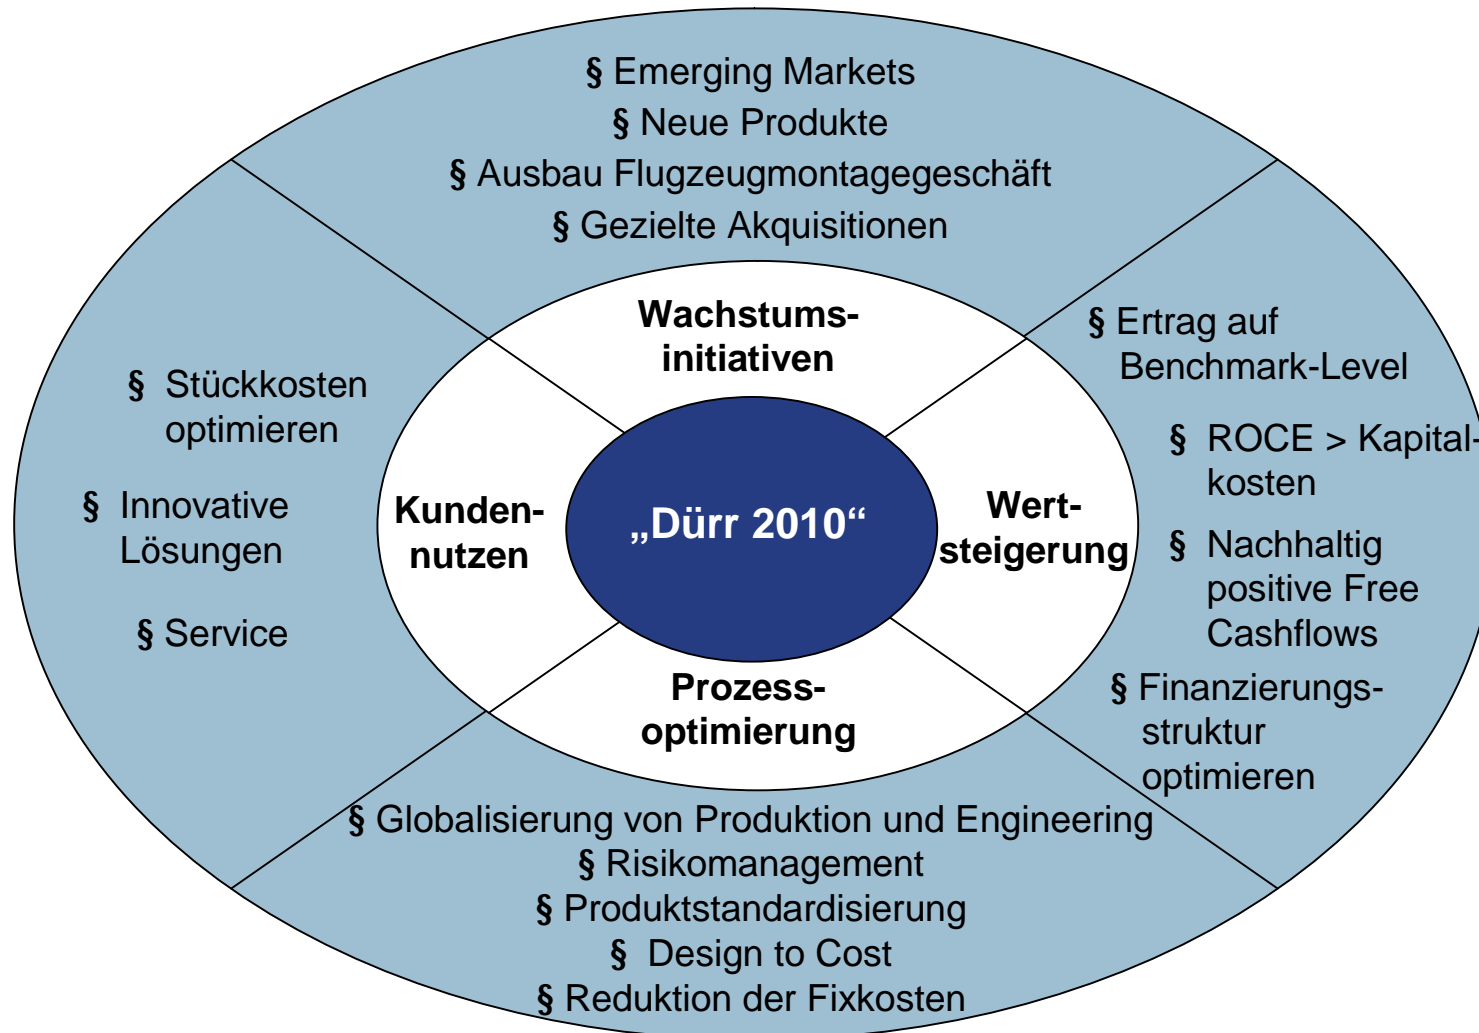 § Emerging Markets
§ Neue Produkte
§ Ausbau Flugzeugmontagegeschäft
§ Gezielte Akquisitionen
Wachstums-
initiativen
§ Ertrag auf
Benchmark-Level
§ ROCE > Kapital-
kosten
§ Nachhaltig
positive Free
Cashflows
§ Finanzierungs-
struktur
optimieren
Wert-
steigerung
„Dürr 2010“
Kunden-
nutzen
§ Stückkosten
optimieren
§ Innovative
Lösungen
§ Service
Prozess-
optimierung
§ Globalisierung von Produktion und Engineering
§ Risikomanagement
§ Produktstandardisierung
§ Design to Cost
§ Reduktion der Fixkosten